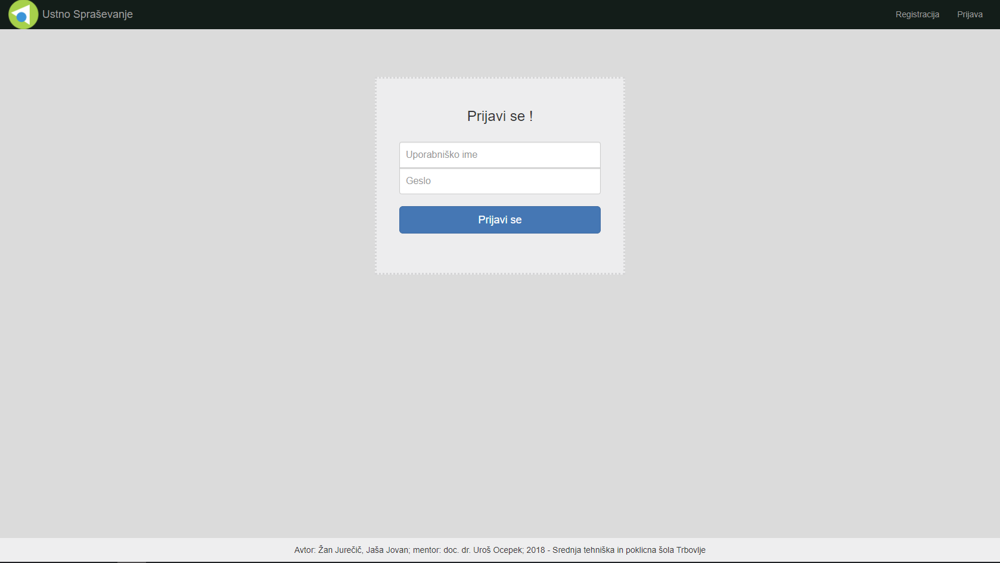 Ustno Spraševanje
Registracija
Prijava
Prijavi se !
Uporabniško ime
Geslo
Prijavi se
Avtor: Žan Jurečič, Jaša Jovan; mentor: doc. dr. Uroš Ocepek; 2018 - Srednja tehniška in poklicna šola Trbovlje